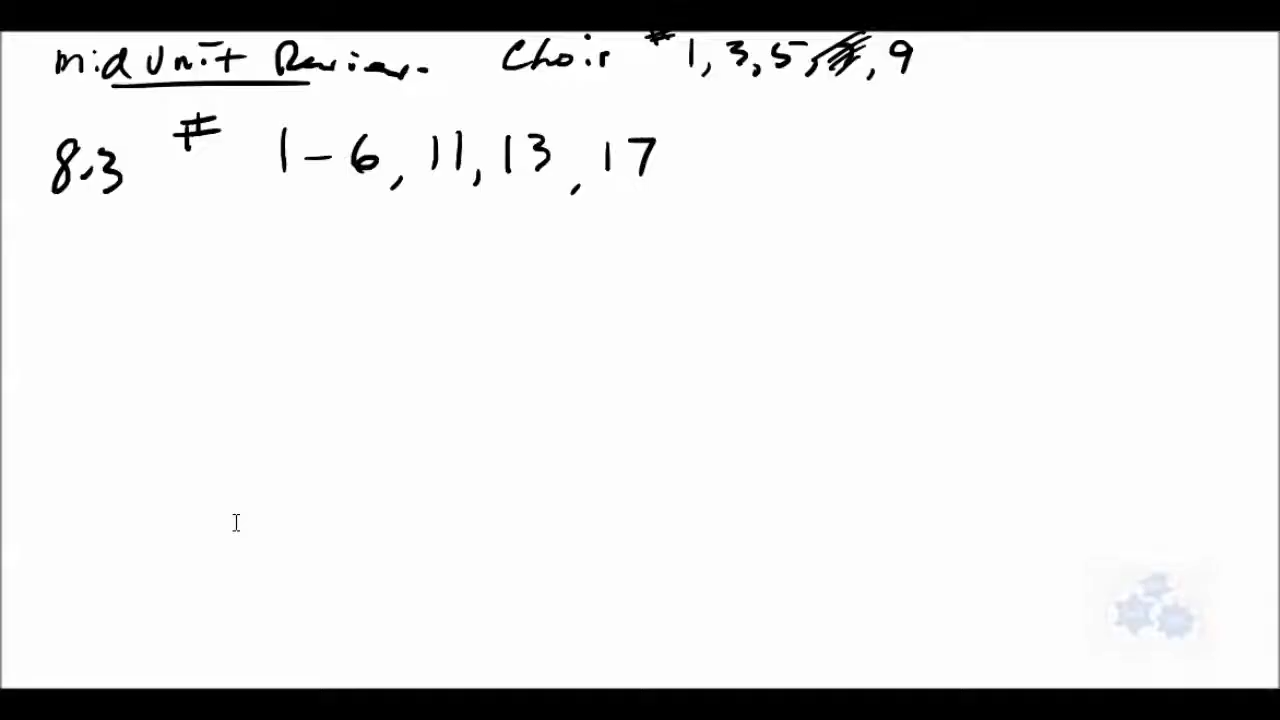 mid Unit Review. Choir # 1, 3, 5, , 9
8.3 # 1 - 6, 11, 13, 17